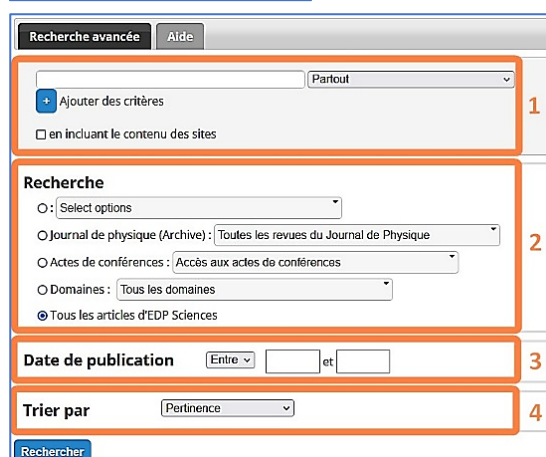 Recherche avancée Aide
Partout
+ Ajouter des critères
en incluant le contenu des sites
1
Recherche
: Select options
Journal de physique (Archive) : Toutes les revues du Journal de Physique
2
Actes de conférences : Accès aux actes de conférences
Domaines : Tous les domaines
Tous les articles d'EDP Sciences
Date de publication Entre et 3
Trier par Pertinence 4
Rechercher